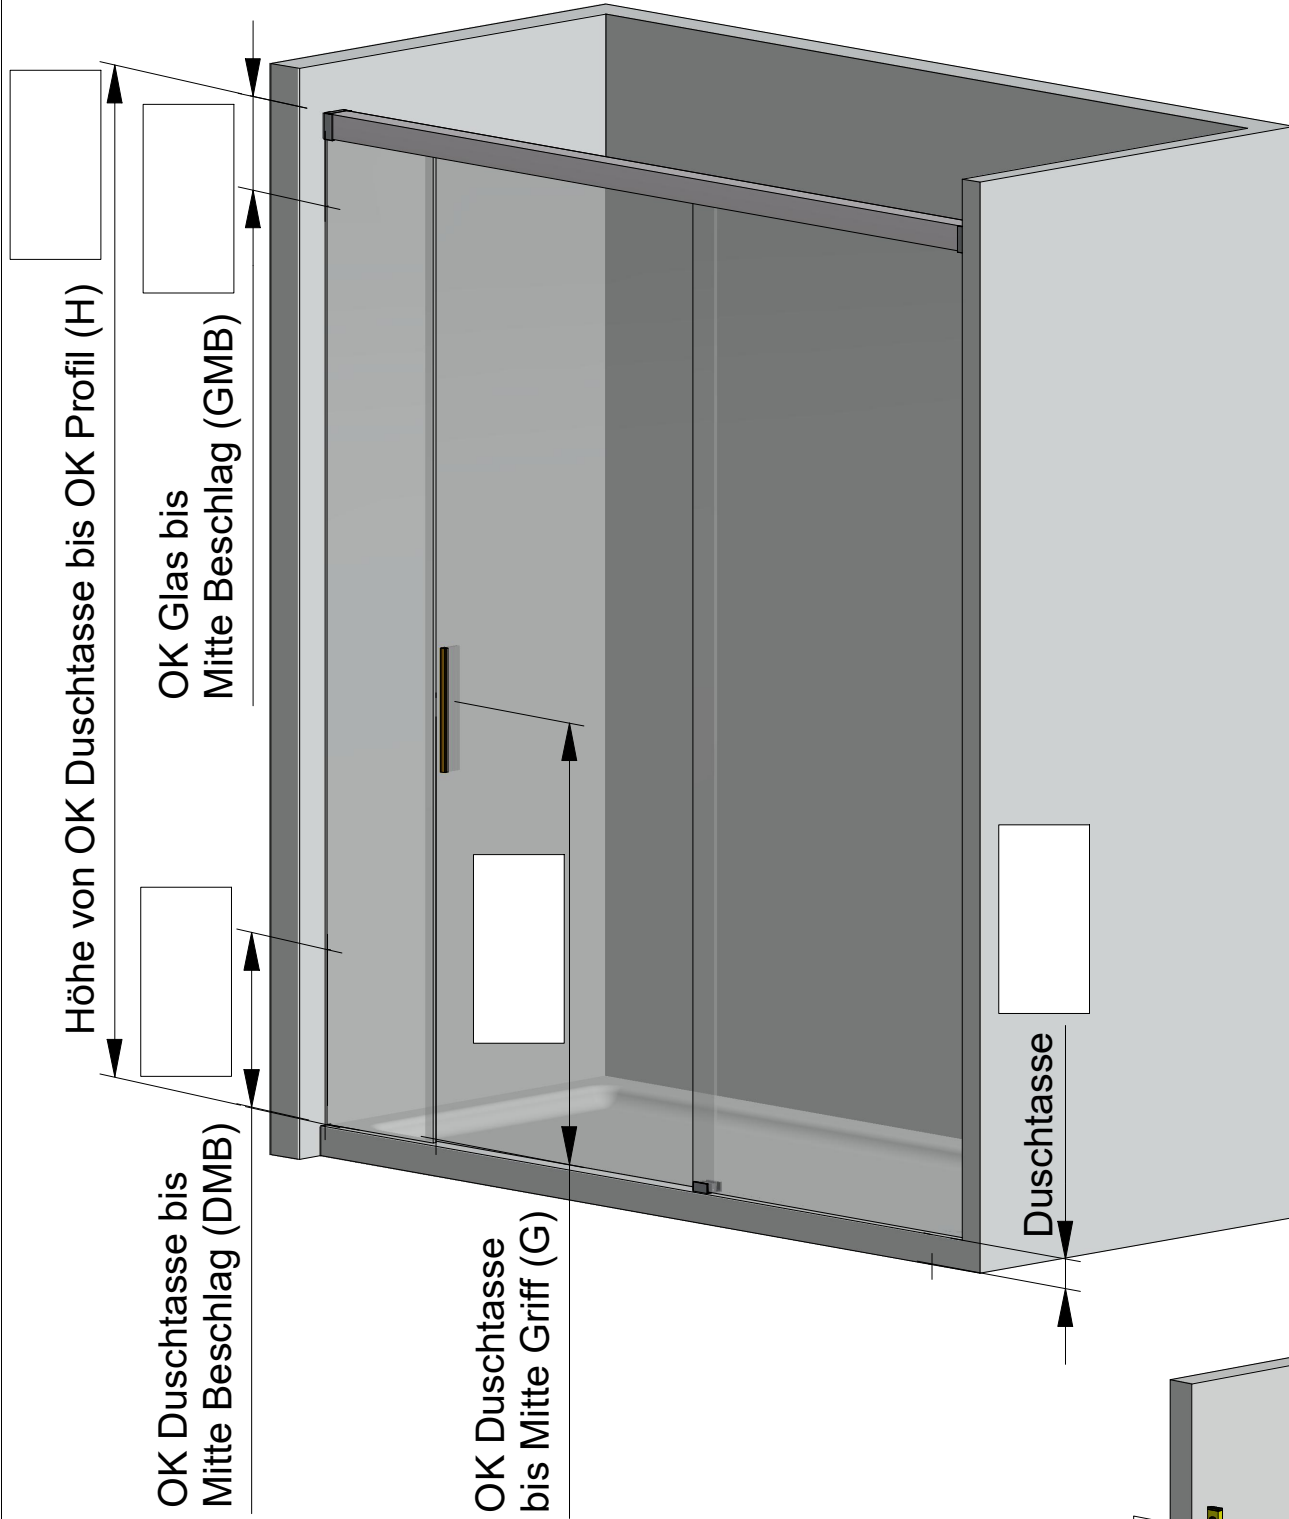 Höhe von OK Duschtasse bis OK Profil (H)
OK Glas bis
Mitte Beschlag (GMB)
OK Duschtasse bis
Mitte Beschlag (DMB)
OK Duschtasse
bis Mitte Griff (G)
Duschtasse